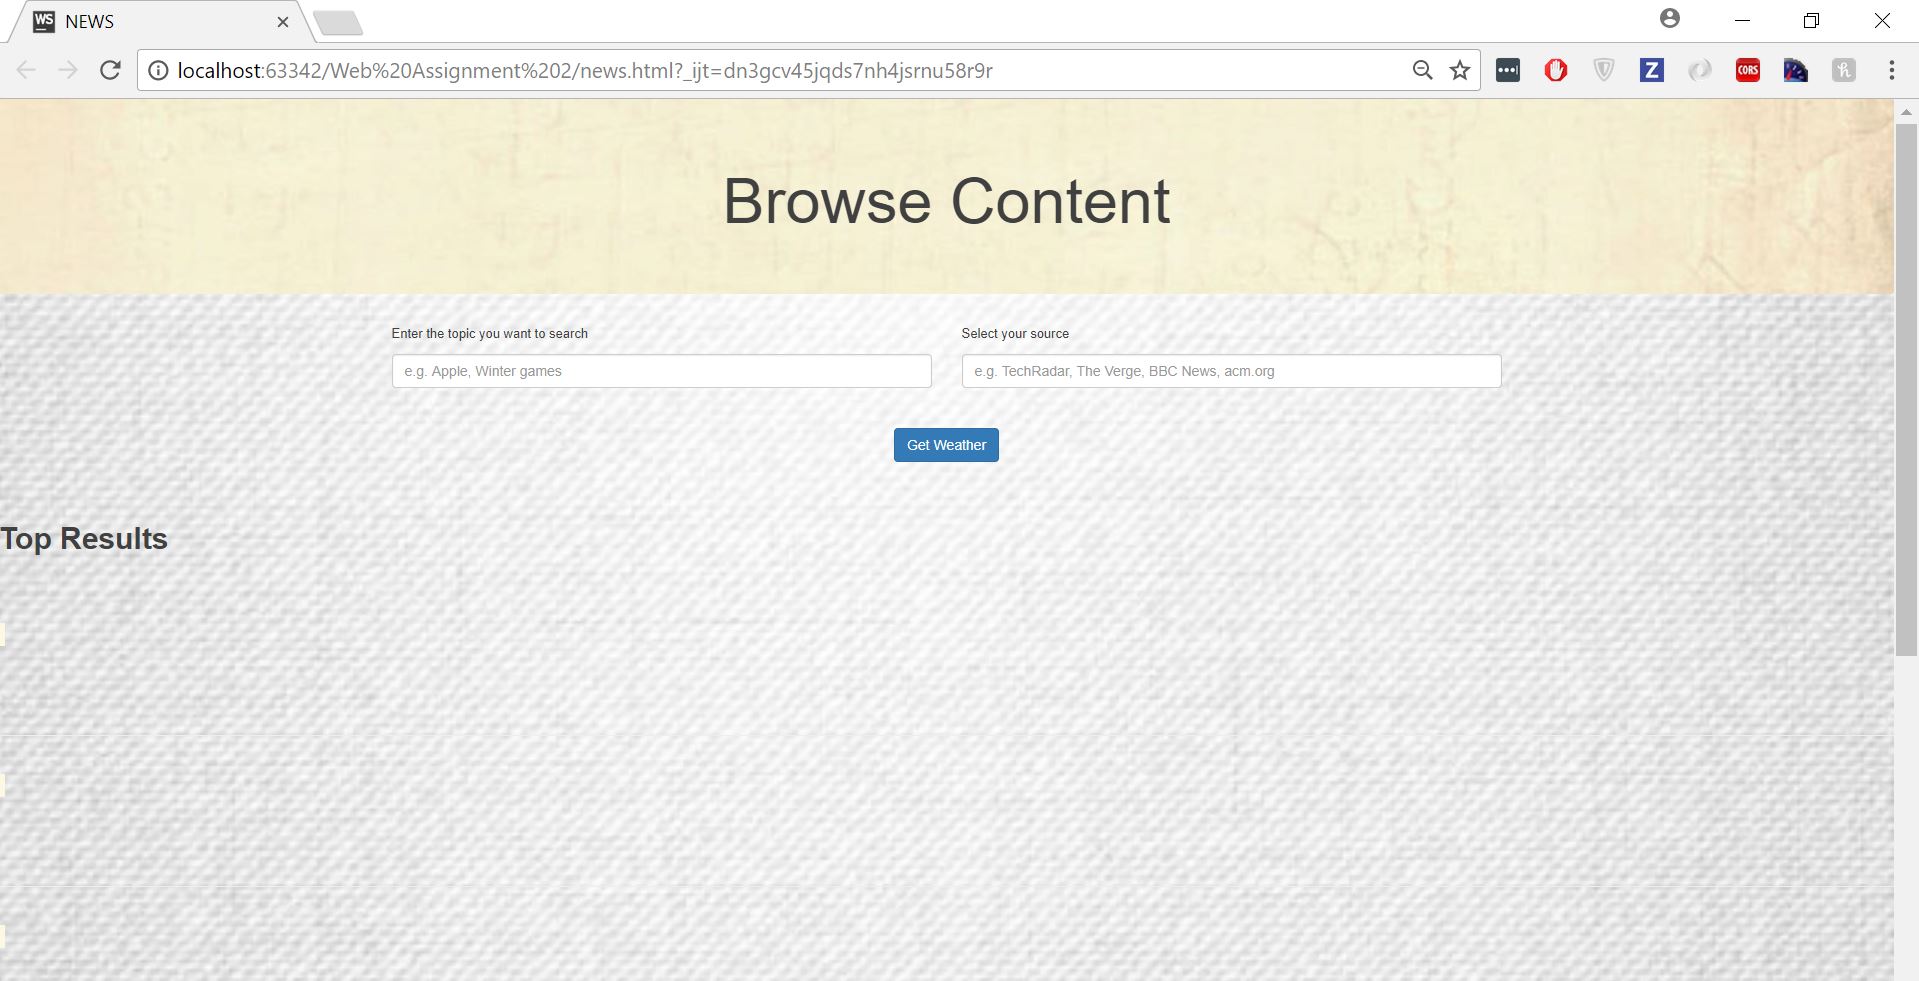 WS NEWS
localhost:63342/Web%20Assignment%202/news.html?_ijt=dn3gcv45jqds7nh4jsrnu58r9r
Z CORS h
Browse Content
Enter the topic you want to search Select your source
e.g. Apple, Winter games e.g. TechRadar, The Verge, BBC News, acm.org
Get Weather
Top Results